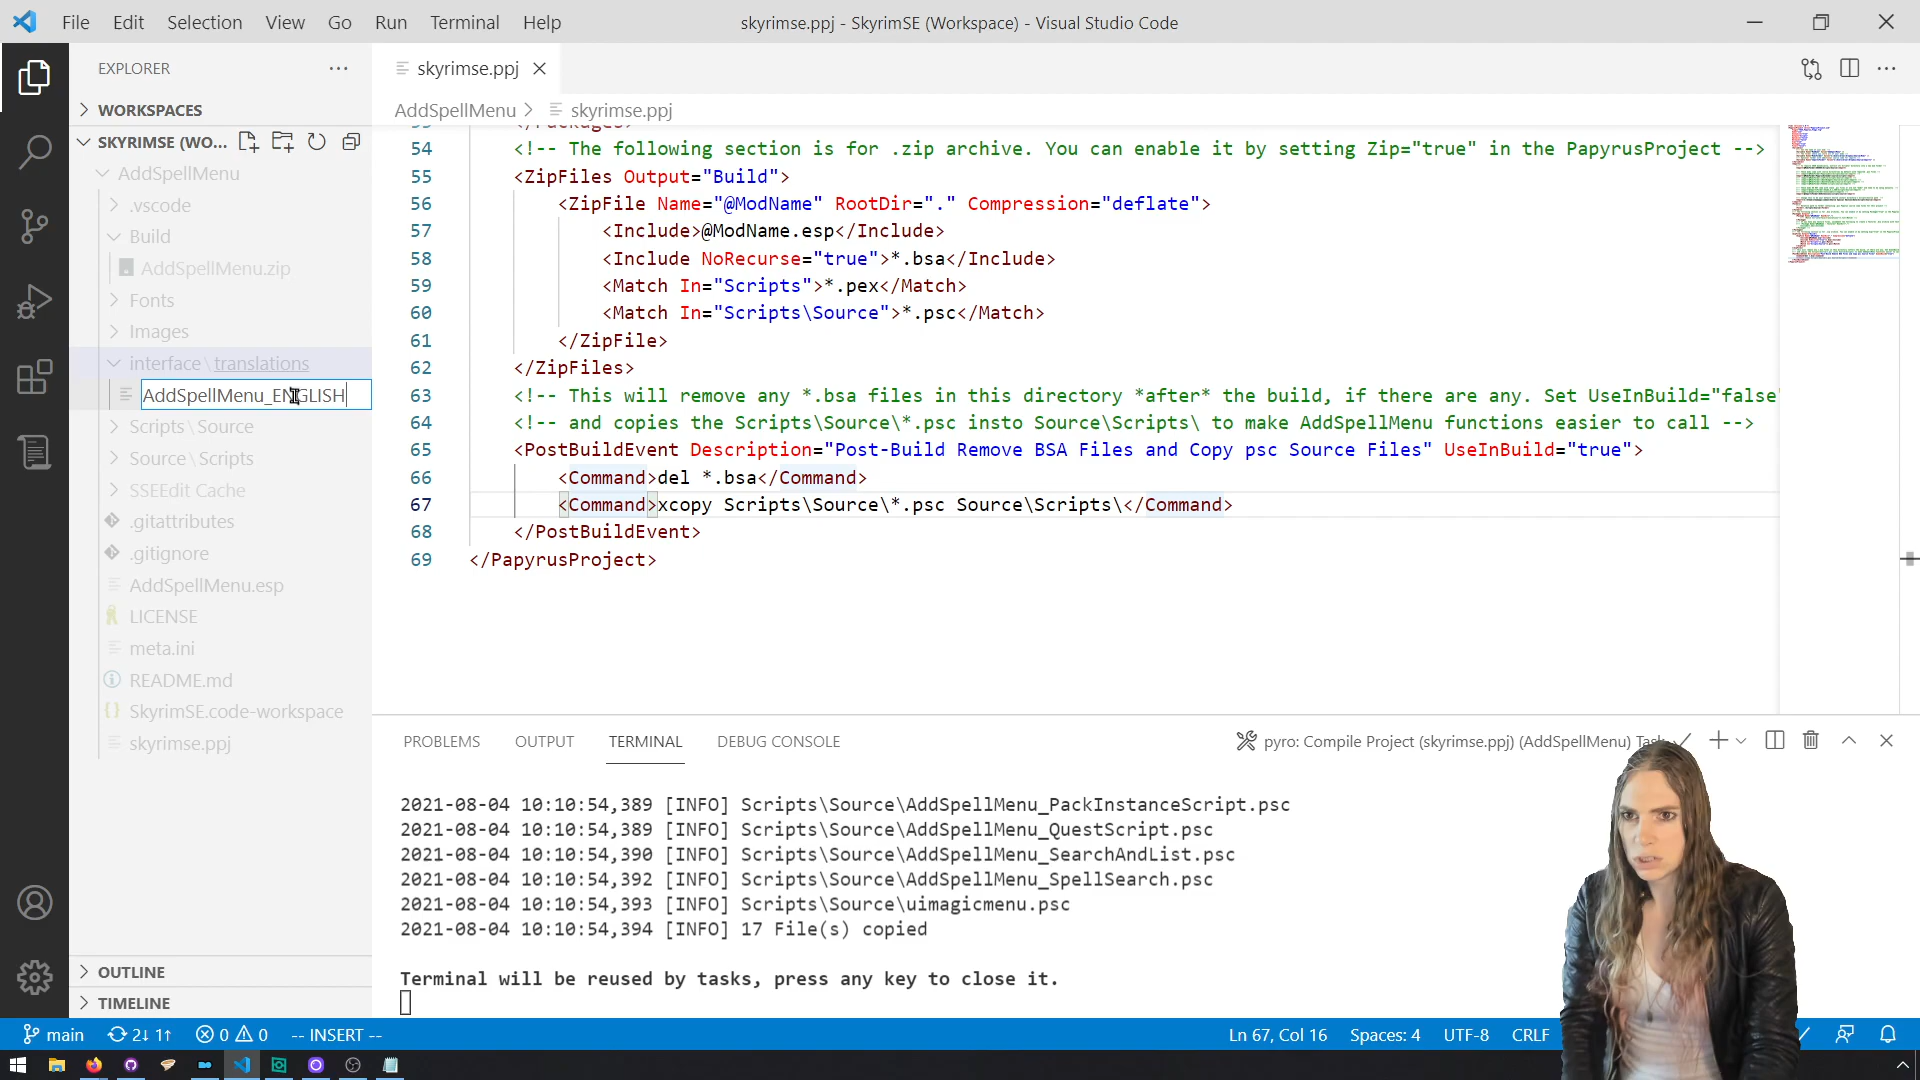 File Edit Selection View Go Run Terminal Help
skyrimse.ppj - SkyrimSE (Workspace) - Visual Studio Code
EXPLORER
WORKSPACES
SKYRIMSE (WO...
AddSpellMenu
.vscode
Build
AddSpellMenu.zip
Fonts
Images
interface \ translations
AddSpellMenu_ENGLISH
Scripts \ Source
Source \ Scripts
SSEEdit Cache
.gitattributes
.gitignore
AddSpellMenu.esp
LICENSE
meta.ini
README.md
SkyrimSE.code-workspace
skyrimse.ppj
OUTLINE
TIMELINE
skyrimse.ppj
AddSpellMenu > skyrimse.ppj
53 </Packages>
54 <!-- The following section is for .zip archive. You can enable it by setting Zip="true" in the PapyrusProject -->
55 <ZipFiles Output="Build">
56 <ZipFile Name="@ModName" RootDir="." Compression="deflate">
57 <Include>@ModName.esp</Include>
58 <Include NoRecurse="true">*.bsa</Include>
59 <Match In="Scripts">*.pex</Match>
60 <Match In="Scripts\Source">*.psc</Match>
61 </ZipFile>
62 </ZipFiles>
63 <!-- This will remove any *.bsa files in this directory *after* the build, if there are any. Set UseInBuild="false"
64 <!-- and copies the Scripts\Source\*.psc insto Source\Scripts\ to make AddSpellMenu functions easier to call -->
65 <PostBuildEvent Description="Post-Build Remove BSA Files and Copy psc Source Files" UseInBuild="true">
66 <Command>del *.bsa</Command>
67 <Command>xcopy Scripts\Source\*.psc Source\Scripts\</Command>
68 </PostBuildEvent>
69 </PapyrusProject>
PROBLEMS OUTPUT TERMINAL DEBUG CONSOLE
pyro: Compile Project (skyrimse.ppj) (AddSpellMenu) Task
2021-08-04 10:10:54,389 [INFO] Scripts\Source\AddSpellMenu_PackInstanceScript.psc
2021-08-04 10:10:54,389 [INFO] Scripts\Source\AddSpellMenu_QuestScript.psc
2021-08-04 10:10:54,390 [INFO] Scripts\Source\AddSpellMenu_SearchAndList.psc
2021-08-04 10:10:54,392 [INFO] Scripts\Source\AddSpellMenu_SpellSearch.psc
2021-08-04 10:10:54,393 [INFO] Scripts\Source\uimagicmenu.psc
2021-08-04 10:10:54,394 [INFO] 17 File(s) copied
Terminal will be reused by tasks, press any key to close it.
main 2↓ 1↑ 0 0 -- INSERT --
Ln 67, Col 16 Spaces: 4 UTF-8 CRLF